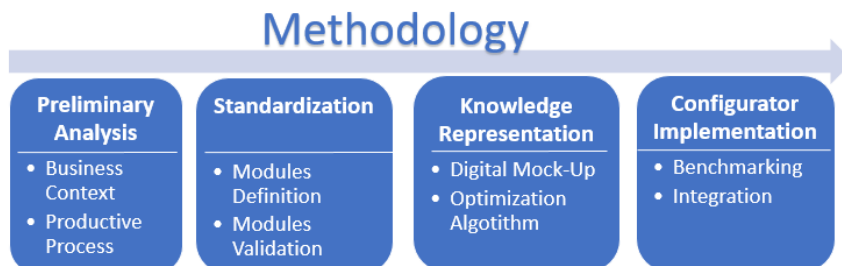 Methodology
Preliminary
Analysis
• Business
Context
• Productive
Process
Standardization
• Modules
Definition
• Modules
Validation
Knowledge
Representation
• Digital Mock-Up
• Optimization
Algotithm
Configurator
Implementation
• Benchmarking
• Integration